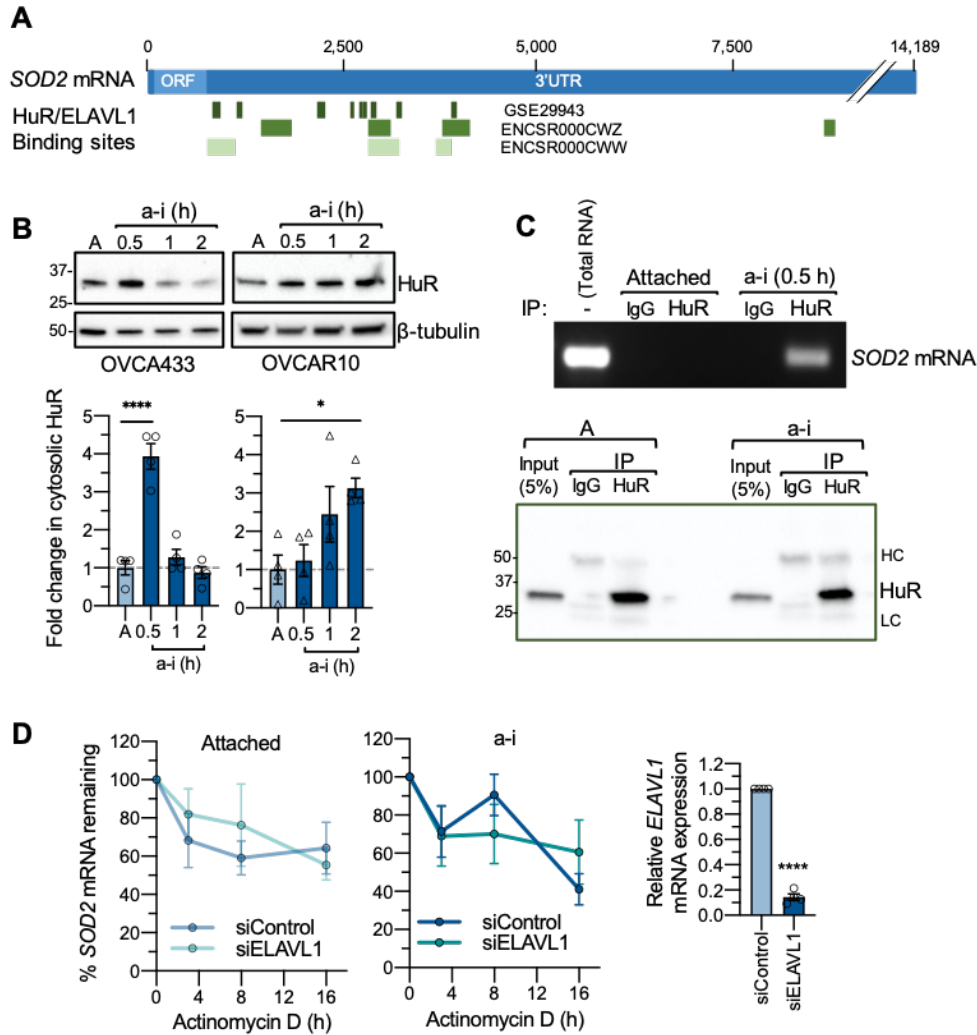 A
0 2,500 5,000 7,500 14,189
SOD2 mRNA ORF 3'UTR
HuR/ELAVL1 GSE29943
ENCSR000CWZ
Binding sites ENCSR000CWW
B
a-i (h) a-i (h)
A 0.5 1 2 A 0.5 1 2
37-
HuR
25-
50- β-tubulin
OVCA433 OVCAR10
Fold change in cytosolic HuR
****
5
4
3
2
1
0
A 0.5 1 2
a-i (h)
*
5
4
3
2
1
0
A 0.5 1 2
a-i (h)
C
(Total RNA)
Attached a-i (0.5 h)
IP: - IgG HuR IgG HuR
SOD2 mRNA
A a-i
Input IP Input IP
(5%) IgG HuR (5%) IgG HuR
50- HC
37-
HuR
25- LC
D
% SOD2 mRNA remaining
Attached
120
100
80
60
40
20
0
siControl
siELAVL1
0 4 8 12 16
Actinomycin D (h)
a-i
120
100
80
60
40
20
0
siControl
siELAVL1
0 4 8 12 16
Actinomycin D (h)
Relative ELAVL1
mRNA expression
1.2
1.0
0.8
0.6
0.4
0.2
0.0
****
siControl
siELAVL1